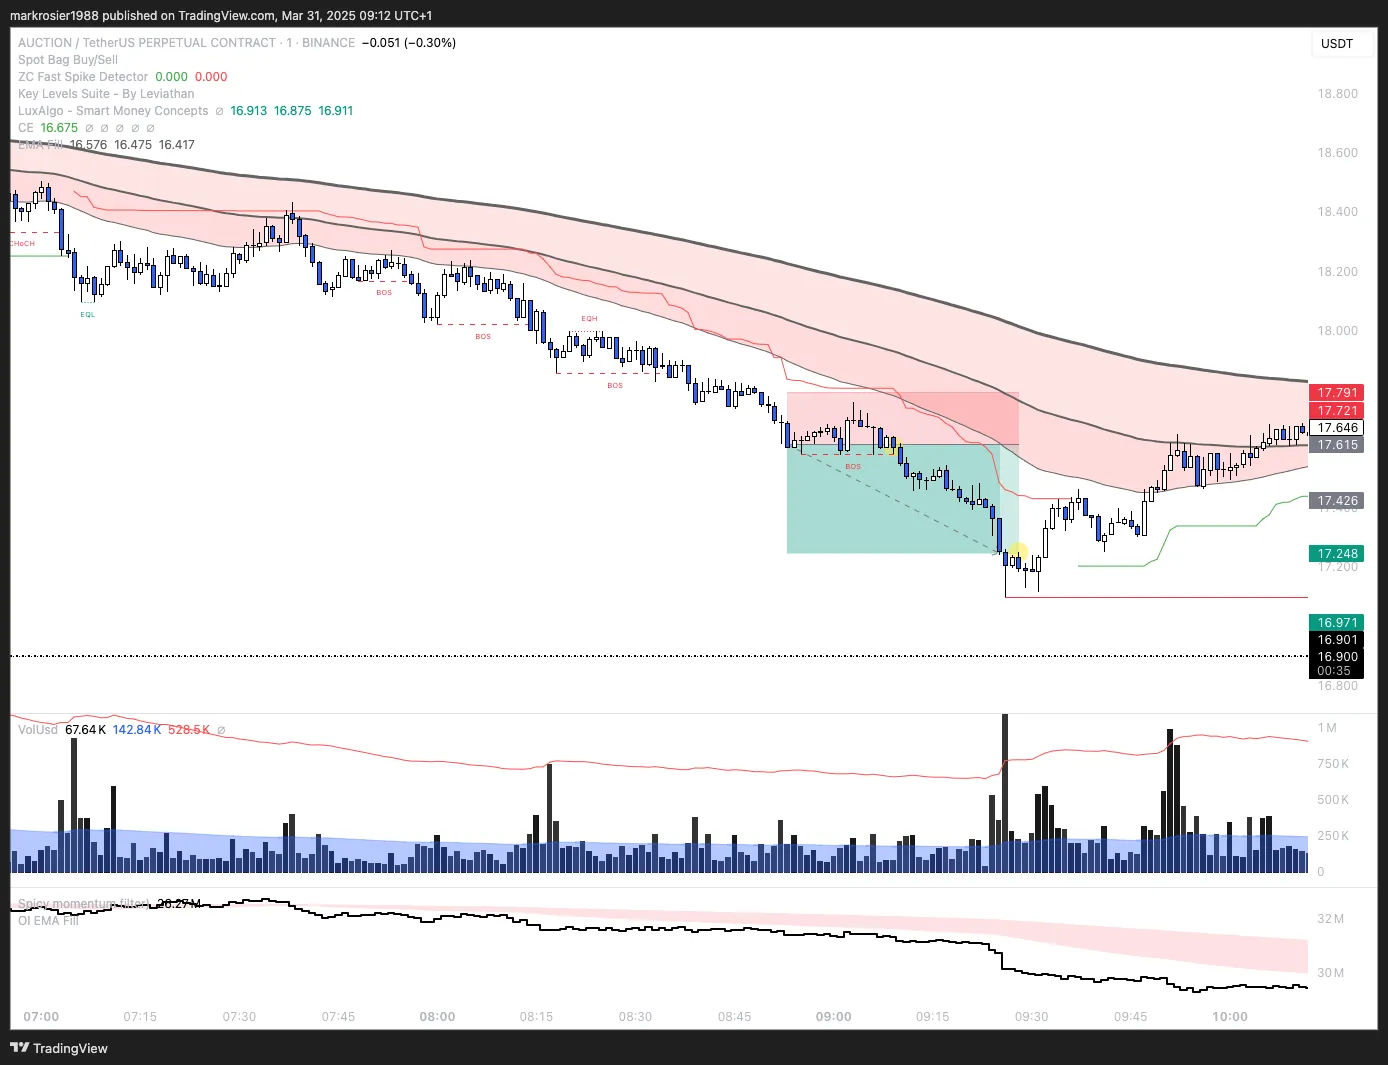 markrosier1988 published on TradingView.com, Mar 31, 2025 09:12 UTC+1
AUCTION / TetherUS PERPETUAL CONTRACT · 1 · BINANCE −0.051 (−0.30%)
USDT
Spot Bag Buy/Sell
ZC Fast Spike Detector 0.000 0.000
Key Levels Suite - By Leviathan
LuxAlgo - Smart Money Concepts ∅ 16.913 16.875 16.911
CE 16.675 ∅ ∅ ∅ ∅ ∅
EMA Fill 16.576 16.475 16.417
18.800
18.600
18.400
18.200
18.000
CHoCH
EQL
BOS
BOS
EQH
BOS
BOS
17.791
17.721
17.646
17.615
17.426
17.400
17.248
17.200
16.971
16.901
16.900
00:35
16.800
VolUsd 67.64 K 142.84 K 528.5 K ∅
1 M
750 K
500 K
250 K
0
Spicy momentum filter) 26.27 M
OI EMA Fill
32 M
30 M
07:00 07:15 07:30 07:45 08:00 08:15 08:30 08:45 09:00 09:15 09:30 09:45 10:00
TradingView